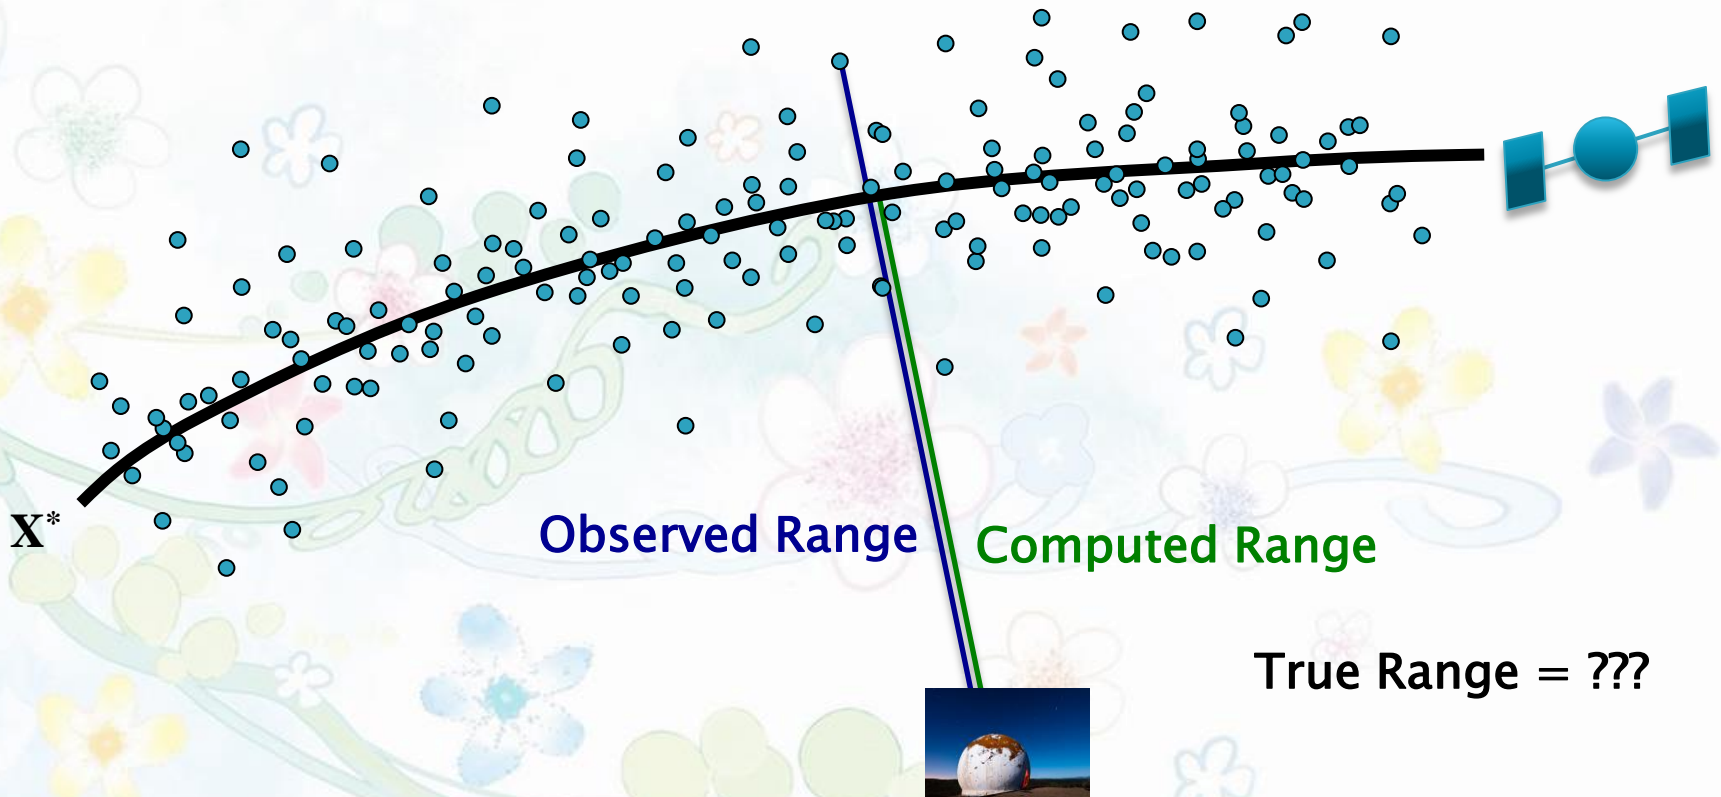 X*
Observed Range
Computed Range
True Range = ???